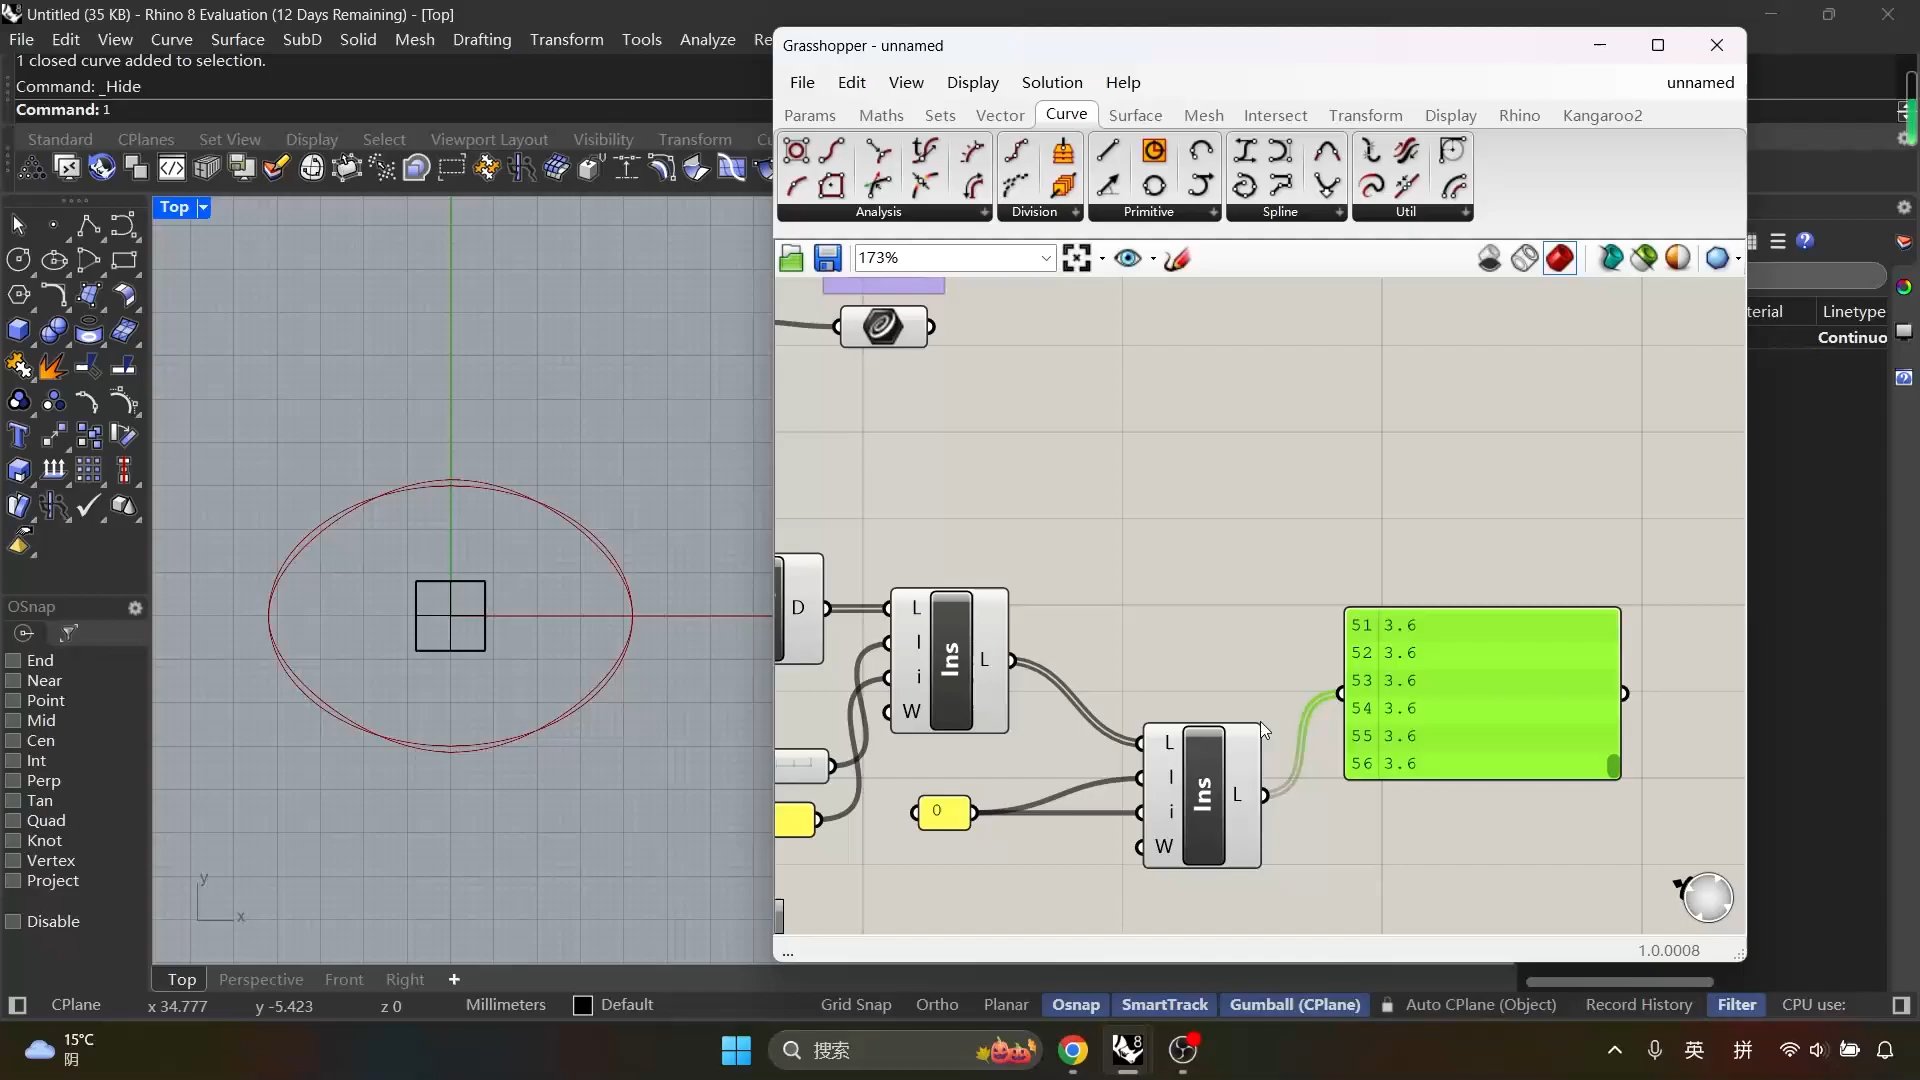 Untitled (35 KB) - Rhino 8 Evaluation (12 Days Remaining) - [Top]
File Edit View Curve Surface SubD Solid Mesh Drafting Transform Tools Analyze Re
1 closed curve added to selection.
Command: _Hide
Command: 1
Standard CPlanes Set View Display Select Viewport Layout Visibility Transform Cu
Top
OSnap
End
Near
Point
Mid
Cen
Int
Perp
Tan
Quad
Knot
Vertex
Project
Disable
y
x
Grasshopper - unnamed
File Edit View Display Solution Help unnamed
Params Maths Sets Vector Curve Surface Mesh Intersect Transform Display Rhino Kangaroo2
Analysis Division Primitive Spline Util
173%
D
L
I
i
W
Ins
L
0
L
I
i
W
Ins
L
51 3.6
52 3.6
53 3.6
54 3.6
55 3.6
56 3.6
... 1.0.0008
terial Linetype
Continuo
Top Perspective Front Right
CPlane x 34.777 y -5.423 z 0 Millimeters Default Grid Snap Ortho Planar Osnap SmartTrack Gumball (CPlane) Auto CPlane (Object) Record History Filter CPU use:
15°C
阴
搜索
8
英 拼